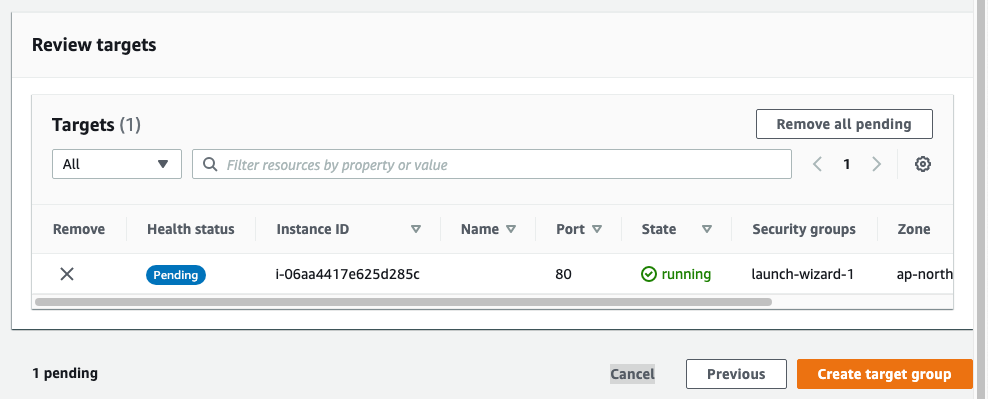 Review targets
Targets (1)
Remove all pending
All
Filter resources by property or value
1
Remove Health status Instance ID Name Port State Security groups Zone
Pending i-06aa4417e625d285c 80 running launch-wizard-1 ap-north
1 pending
Cancel Previous Create target group